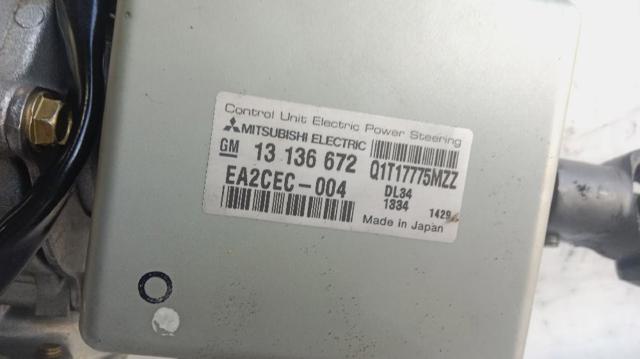 Control Unit Electric Power Steering
MITSUBISHI ELECTRIC
GM 13 136 672 Q1T17775MZZ
EA2CEC-004 DL34
1334 1429
Made in Japan